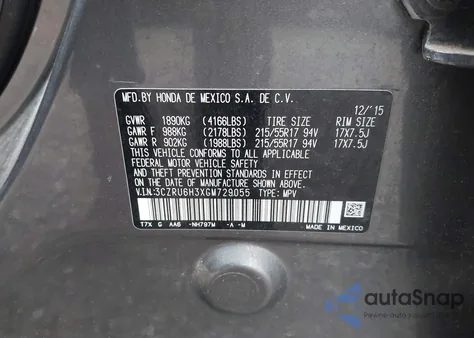 MFD.BY HONDA DE MEXICO S.A. DE C.V.
12/'15
GVWR 1890KG (4166LBS) TIRE SIZE RIM SIZE
GAWR F 988KG (2178LBS) 215/55R17 94V 17X7.5J
GAWR R 902KG (1988LBS) 215/55R17 94V 17X7.5J
THIS VEHICLE CONFORMS TO ALL APPLICABLE
FEDERAL MOTOR VEHICLE SAFETY AND THEFT
PREVENTION STANDARDS IN EFFECT ON THE DATE OF
MANUFACTURE SHOWN ABOVE.
V.I.N:3CZRU6H3XGM729055 TYPE: MPV
T7X G AA6 -NH797M -A -M MADE IN MEXICO
autoSnap